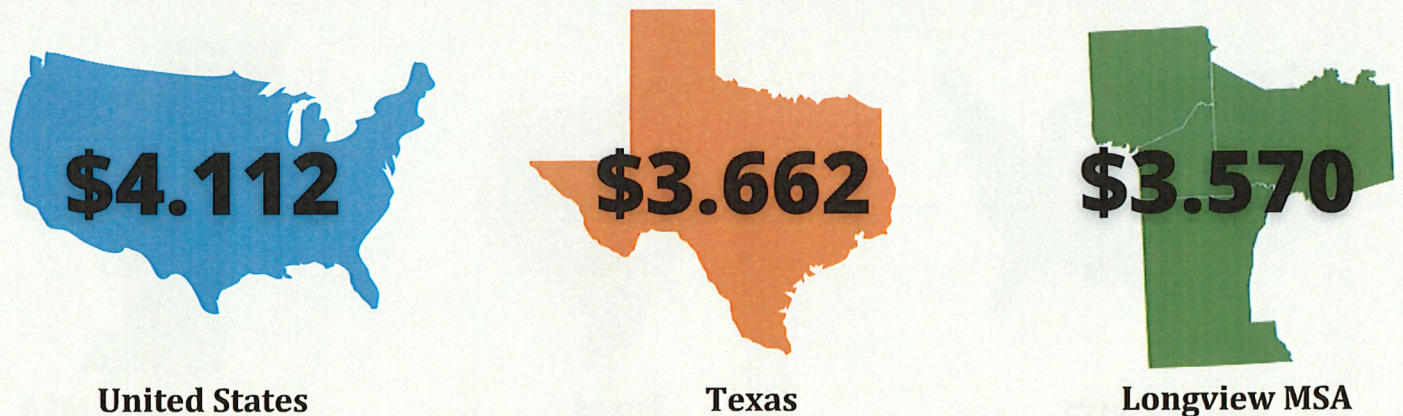 $4.112
$3.662
$3.570
United States
Texas
Longview MSA